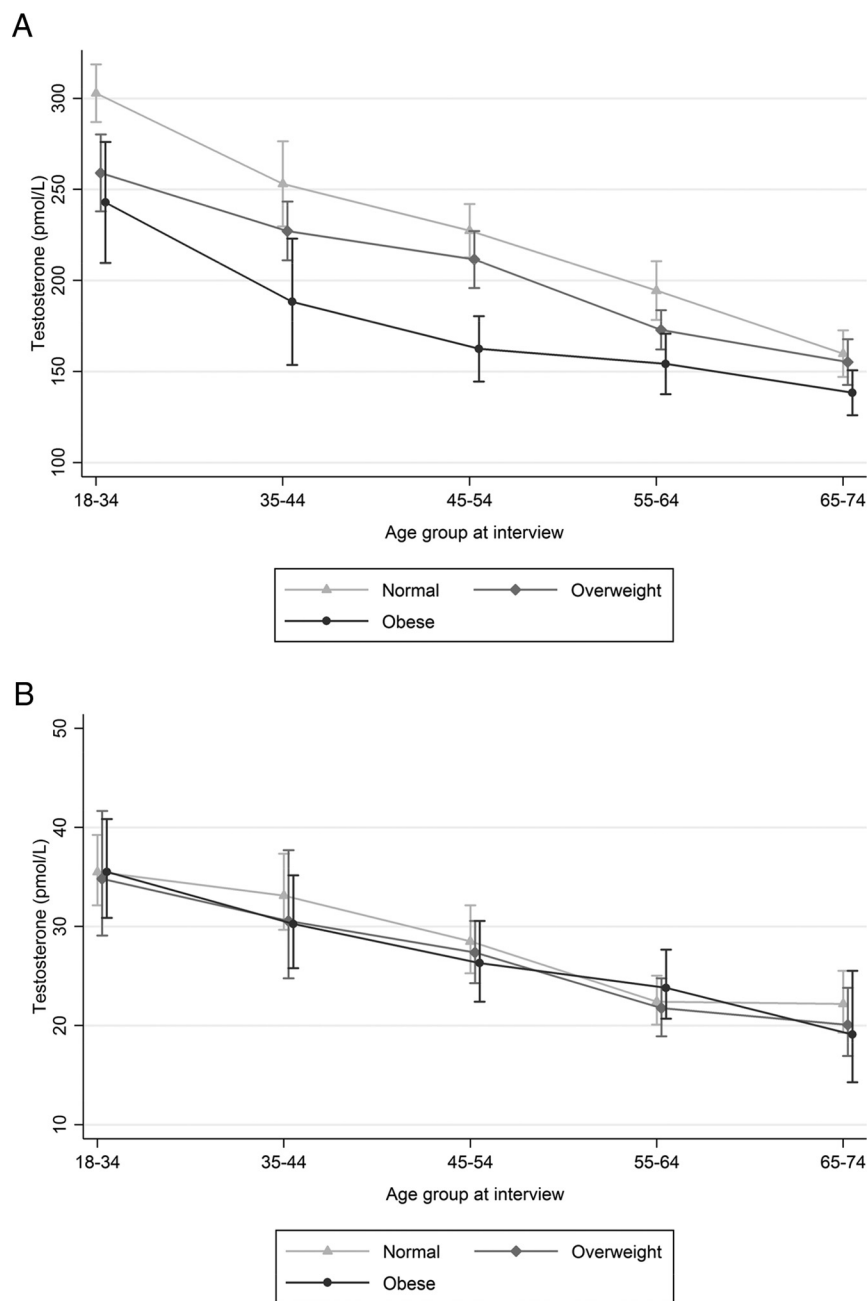 A
Testosterone (pmol/L)
300
250
200
150
100
18-34 35-44 45-54 55-64 65-74
Age group at interview
Normal Overweight
Obese
B
Testosterone (pmol/L)
50
40
30
20
10
18-34 35-44 45-54 55-64 65-74
Age group at interview
Normal Overweight
Obese